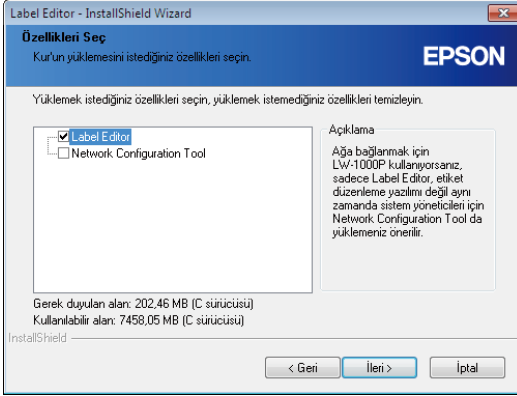 Label Editor - InstallShield Wizard
Özellikleri Seç
Kur'un yüklemesini istediğiniz özellikleri seçin.
EPSON
Yüklemek istediğiniz özellikleri seçin, yüklemek istemediğiniz özellikleri temizleyin.
Label Editor
Network Configuration Tool
Açıklama
Ağa bağlanmak için
LW-1000P kullanıyorsanız,
sadece Label Editor, etiket
düzenleme yazılımı değil aynı
zamanda sistem yöneticileri için
Network Configuration Tool da
yüklemeniz önerilir.
Gerek duyulan alan: 202,46 MB (C sürücüsü)
Kullanılabilir alan: 7458,05 MB (C sürücüsü)
InstallShield
< Geri
İleri >
İptal